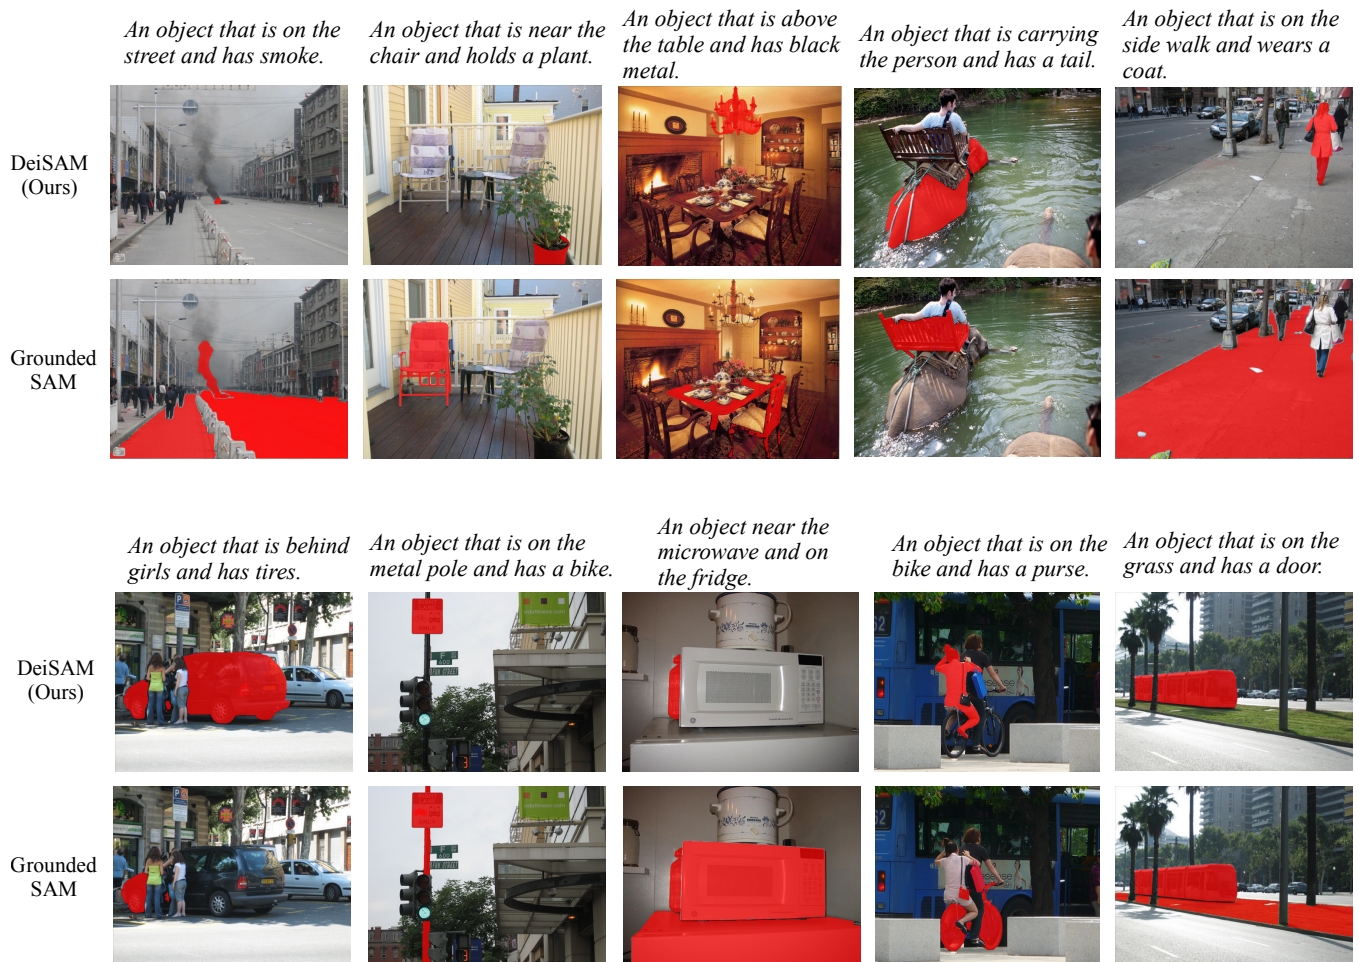 An object that is on the
street and has smoke.
An object that is near the
chair and holds a plant.
An object that is above
the table and has black
metal.
An object that is carrying
the person and has a tail.
An object that is on the
side walk and wears a
coat.
DeiSAM
(Ours)
Grounded
SAM
An object that is behind
girls and has tires.
An object that is on the
metal pole and has a bike.
An object near the
microwave and on
the fridge.
An object that is on the
bike and has a purse.
An object that is on the
grass and has a door.
DeiSAM
(Ours)
P
62
Grounded
SAM
P
62